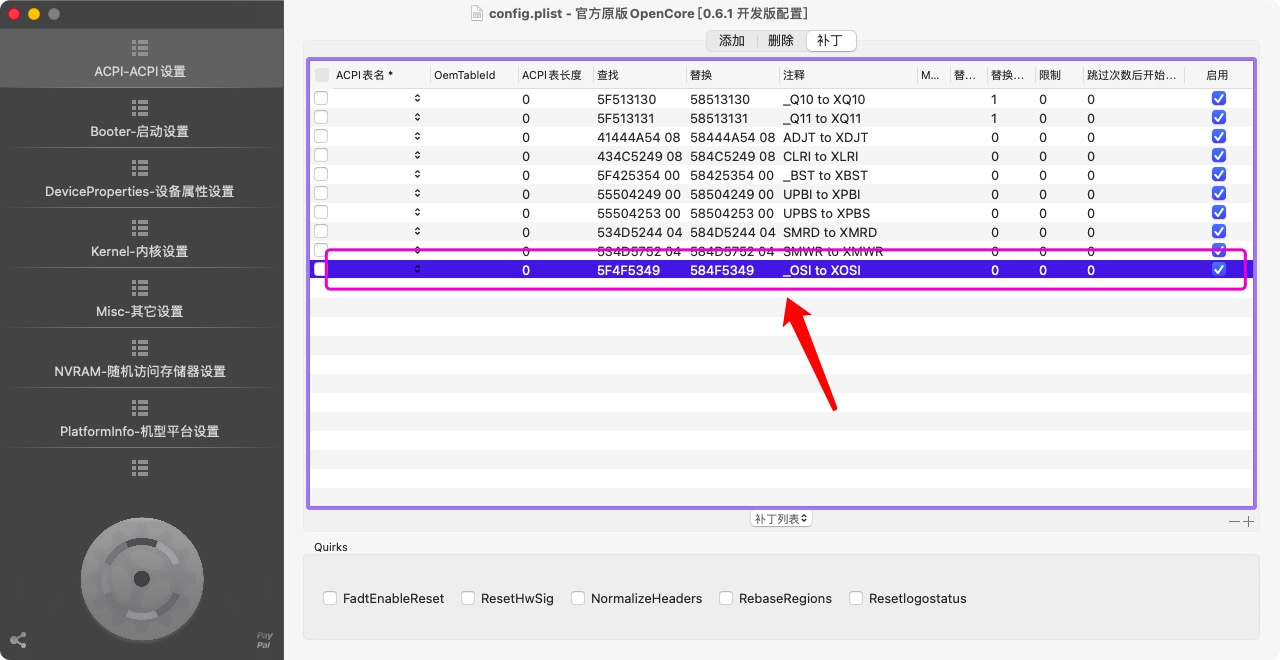 config.plist - 官方原版OpenCore [0.6.1 开发版配置]
ACPI-ACPI设置
Booter-启动设置
DeviceProperties-设备属性设置
Kernel-内核设置
Misc-其它设置
NVRAM-随机访问存储器设置
PlatformInfo-机型平台设置
Pay
Pal
添加 删除 补丁
ACPI表名 * OemTableId ACPI表长度 查找 替换 注释 M... 替... 替换... 限制 跳过次数后开始... 启用
0 5F513130 58513130 _Q10 to XQ10 1 0 0
0 5F513131 58513131 _Q11 to XQ11 1 0 0
0 41444A54 08 58444A54 08 ADJT to XDJT 0 0 0
0 434C5249 08 584C5249 08 CLRI to XLRI 0 0 0
0 5F425354 00 58425354 00 _BST to XBST 0 0 0
0 55504249 00 58504249 00 UPBI to XPBI 0 0 0
0 55504253 00 58504253 00 UPBS to XPBS 0 0 0
0 534D5244 04 584D5244 04 SMRD to XMRD 0 0 0
0 534D5752 04 584D5752 04 SMWR to XMWR 0 0 0
0 5F4F5349 584F5349 _OSI to XOSI 0 0 0
补丁列表
Quirks
FadtEnableReset ResetHwSig NormalizeHeaders RebaseRegions Resetlogostatus